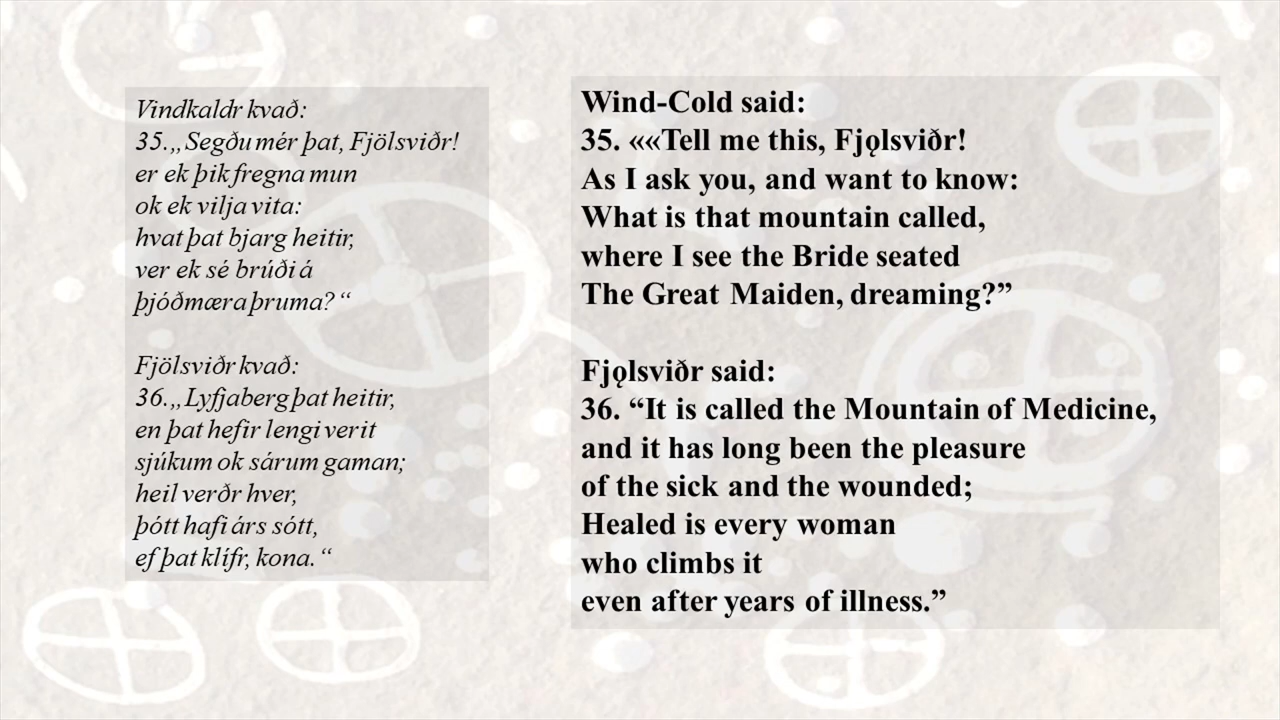 Vindkaldr kvað:
35. „Segðu mér þat, Fjölsviðr!
er ek þik fregna mun
ok ek vilja vita:
hvat þat bjarg heitir,
ver ek sé brúði á
þjóðmæra þruma?“
Fjölsviðr kvað:
36. „Lyfjaberg þat heitir,
en þat hefir lengi verit
sjúkum ok sárum gaman;
heil verðr hver,
þótt hafi árs sótt,
ef þat klífr, kona.“
Wind-Cold said:
35. ««Tell me this, Fjǫlsviðr!
As I ask you, and want to know:
What is that mountain called,
where I see the Bride seated
The Great Maiden, dreaming?”
Fjǫlsviðr said:
36. “It is called the Mountain of Medicine,
and it has long been the pleasure
of the sick and the wounded;
Healed is every woman
who climbs it
even after years of illness.”